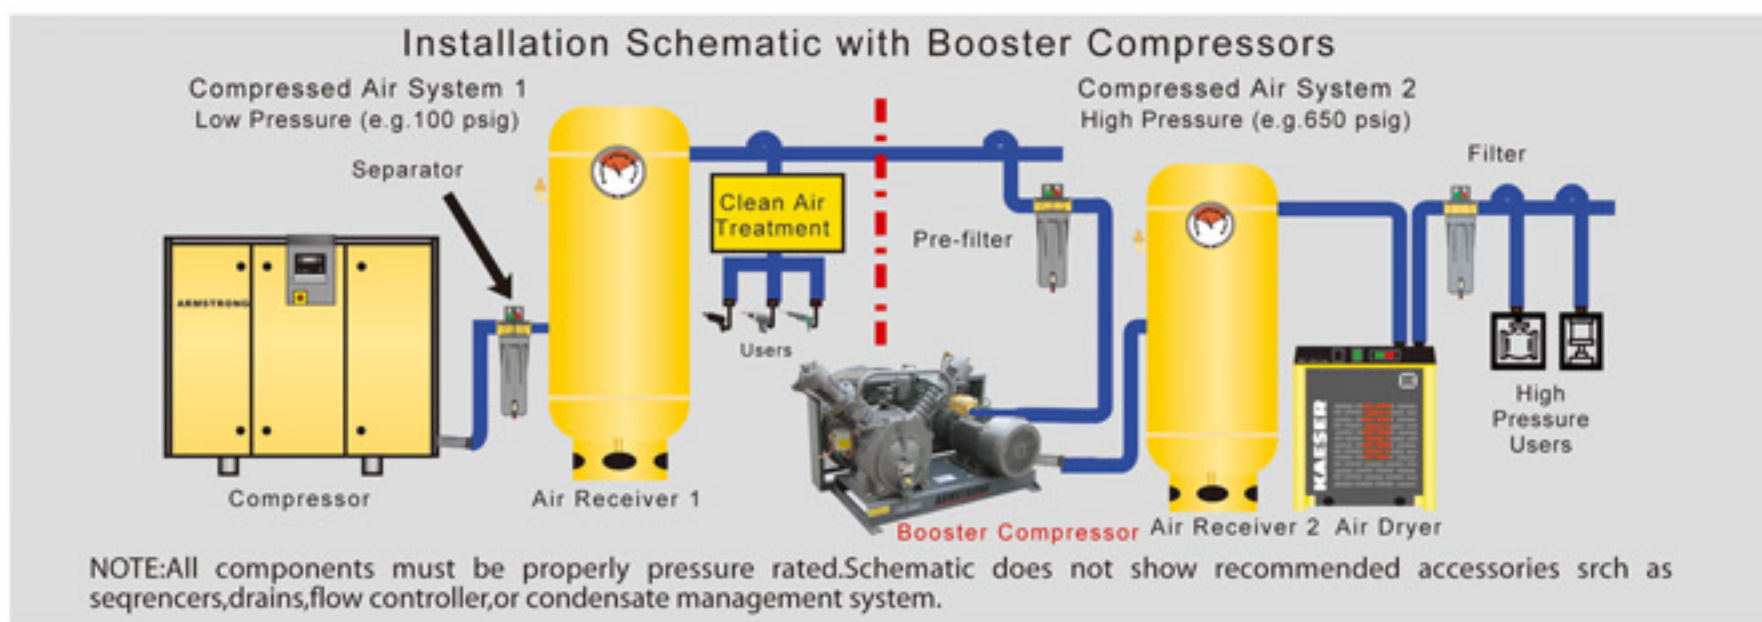 Installation Schematic with Booster Compressors
Compressed Air System 1
Low Pressure (e.g.100 psig)
Compressed Air System 2
High Pressure (e.g.650 psig)
Separator
Filter
Clean Air
Treatment
Pre-filter
ARMSTRONG
Users
High
Pressure
Users
KAESER
ARMSTRONG
Compressor
Air Receiver 1
Booster Compressor
Air Receiver 2
Air Dryer
NOTE:All components must be properly pressure rated.Schematic does not show recommended accessories srch as
seqrencers,drains,flow controller,or condensate management system.